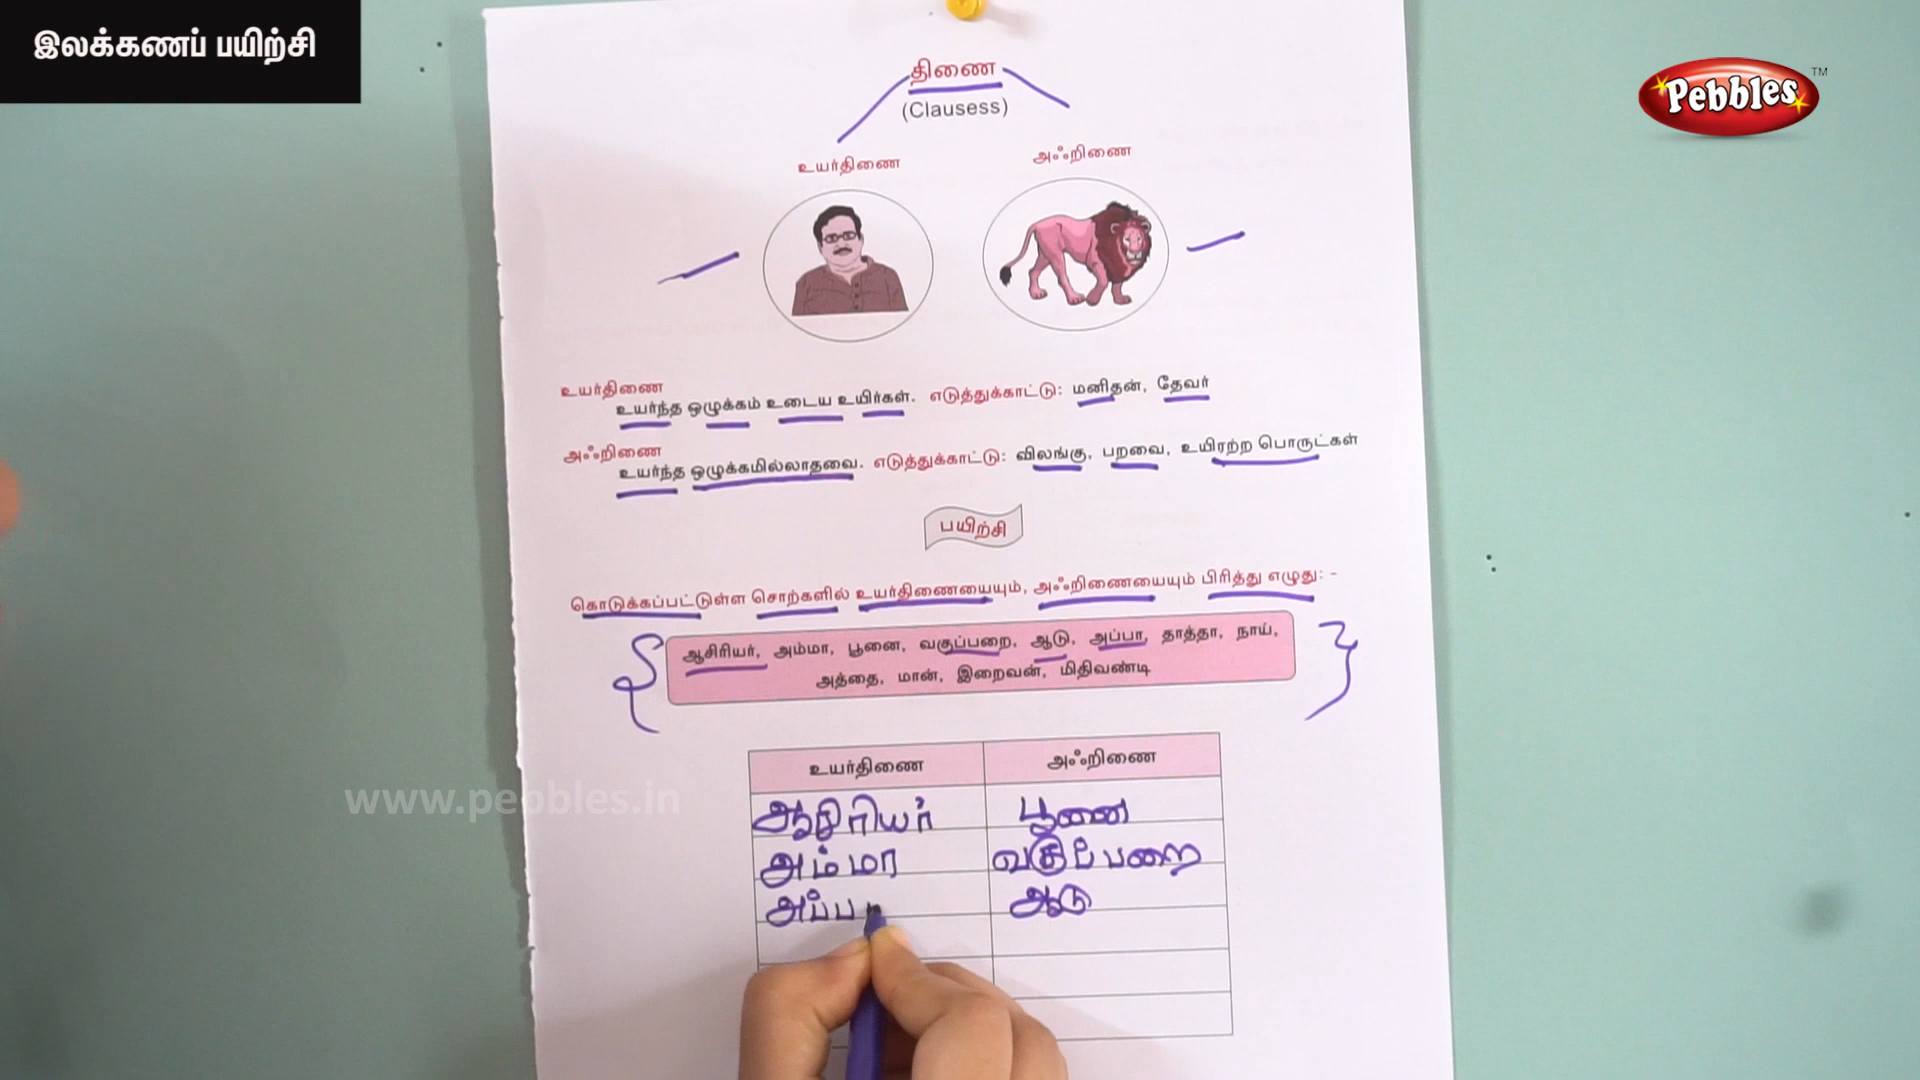 இலக்கணப் பயிற்சி
Pebbles™
திணை
(Clausess)
உயர்திணை அஃறிணை
உயர்திணை
உயர்ந்த ஒழுக்கம் உடைய உயிர்கள். எடுத்துக்காட்டு: மனிதன், தேவர்
அஃறிணை
உயர்ந்த ஒழுக்கமில்லாதவை. எடுத்துக்காட்டு: விலங்கு, பறவை, உயிரற்ற பொருட்கள்
பயிற்சி
கொடுக்கப்பட்டுள்ள சொற்களில் உயர்திணையையும், அஃறிணையையும் பிரித்து எழுது: -
ஆசிரியர், அம்மா, பூனை, வகுப்பறை, ஆடு, அப்பா, தாத்தா, நாய்,
அத்தை, மான், இறைவன், மிதிவண்டி
உயர்திணை அஃறிணை
www.pebbles.in
ஆசிரியர் பூனை
அம்மா வகுப்பறை
அப்பா ஆடு